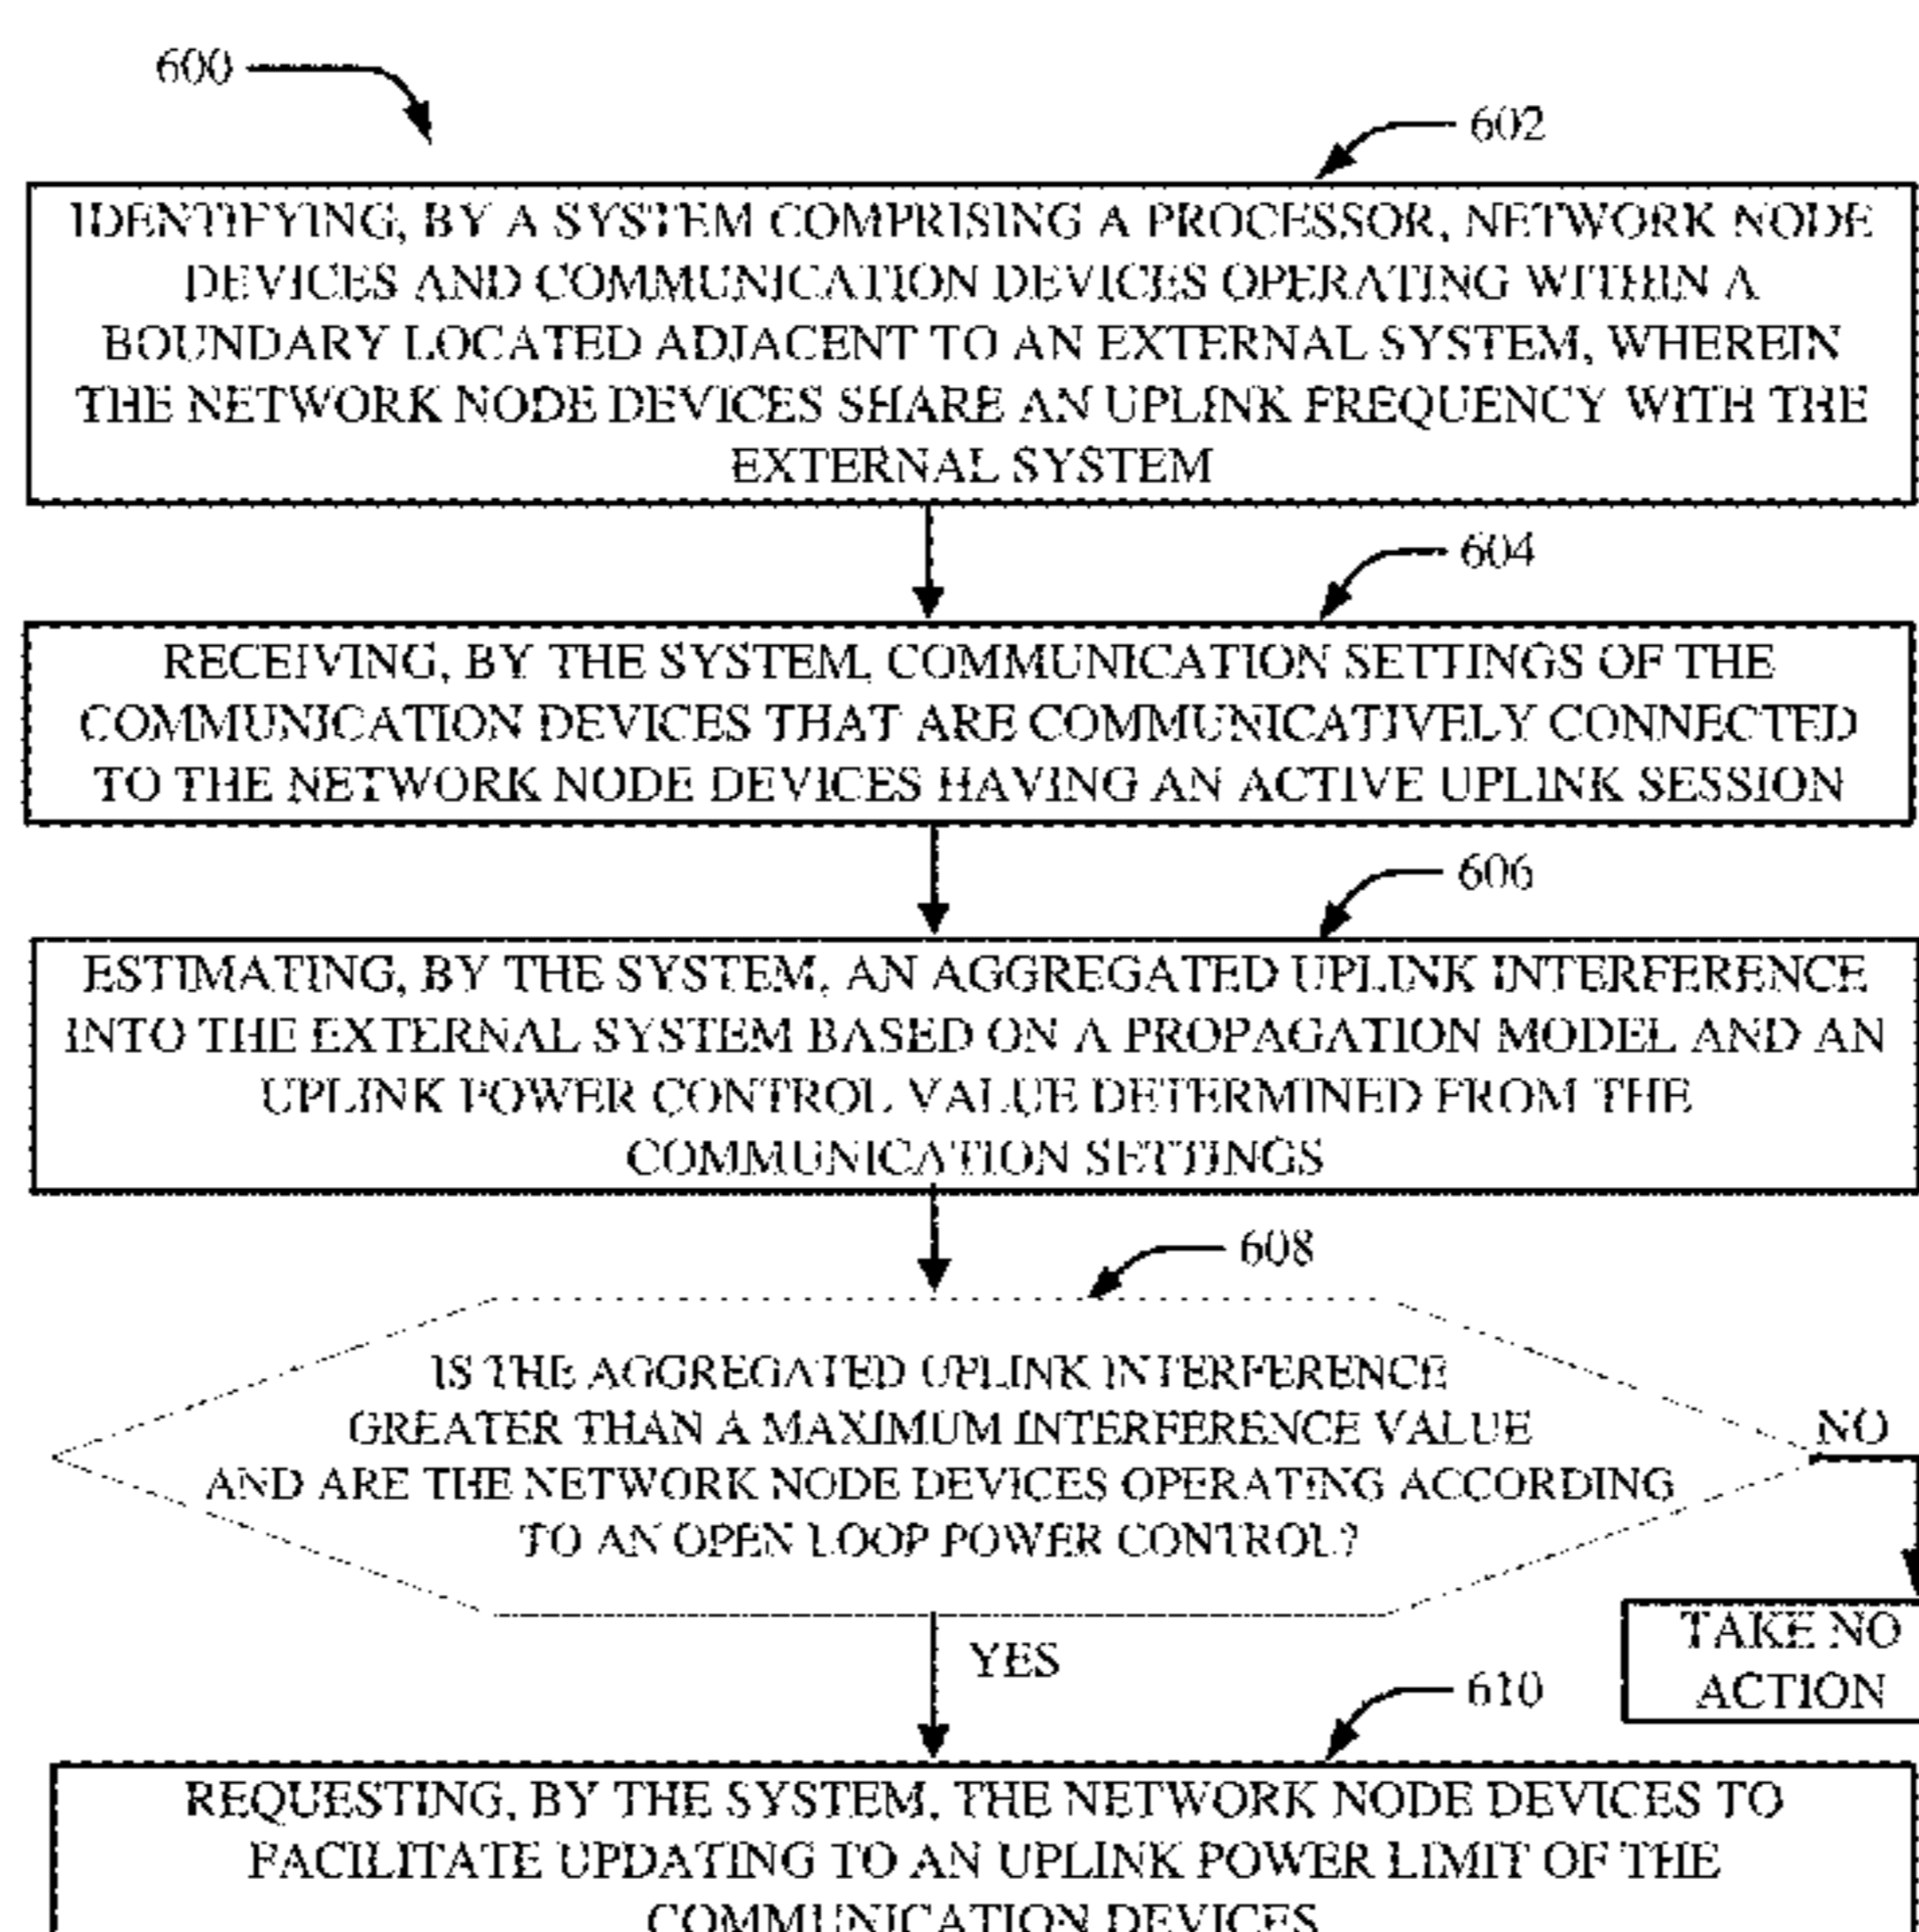 600
602
IDENTIFYING, BY A SYSTEM COMPRISING A PROCESSOR, NETWORK NODE
DEVICES AND COMMUNICATION DEVICES OPERATING WITHIN A
BOUNDARY LOCATED ADJACENT TO AN EXTERNAL SYSTEM, WHEREIN
THE NETWORK NODE DEVICES SHARE AN UPLINK FREQUENCY WITH THE
EXTERNAL SYSTEM
604
RECEIVING, BY THE SYSTEM, COMMUNICATION SETTINGS OF THE
COMMUNICATION DEVICES THAT ARE COMMUNICATIVELY CONNECTED
TO THE NETWORK NODE DEVICES HAVING AN ACTIVE UPLINK SESSION
606
ESTIMATING, BY THE SYSTEM, AN AGGREGATED UPLINK INTERFERENCE
INTO THE EXTERNAL SYSTEM BASED ON A PROPAGATION MODEL AND AN
UPLINK POWER CONTROL VALUE DETERMINED FROM THE
COMMUNICATION SETTINGS
608
IS THE AGGREGATED UPLINK INTERFERENCE
GREATER THAN A MAXIMUM INTERFERENCE VALUE
AND ARE THE NETWORK NODE DEVICES OPERATING ACCORDING
TO AN OPEN LOOP POWER CONTROL?
NO
TAKE NO
ACTION
YES
610
REQUESTING, BY THE SYSTEM, THE NETWORK NODE DEVICES TO
FACILITATE UPDATING TO AN UPLINK POWER LIMIT OF THE
COMMUNICATION DEVICES